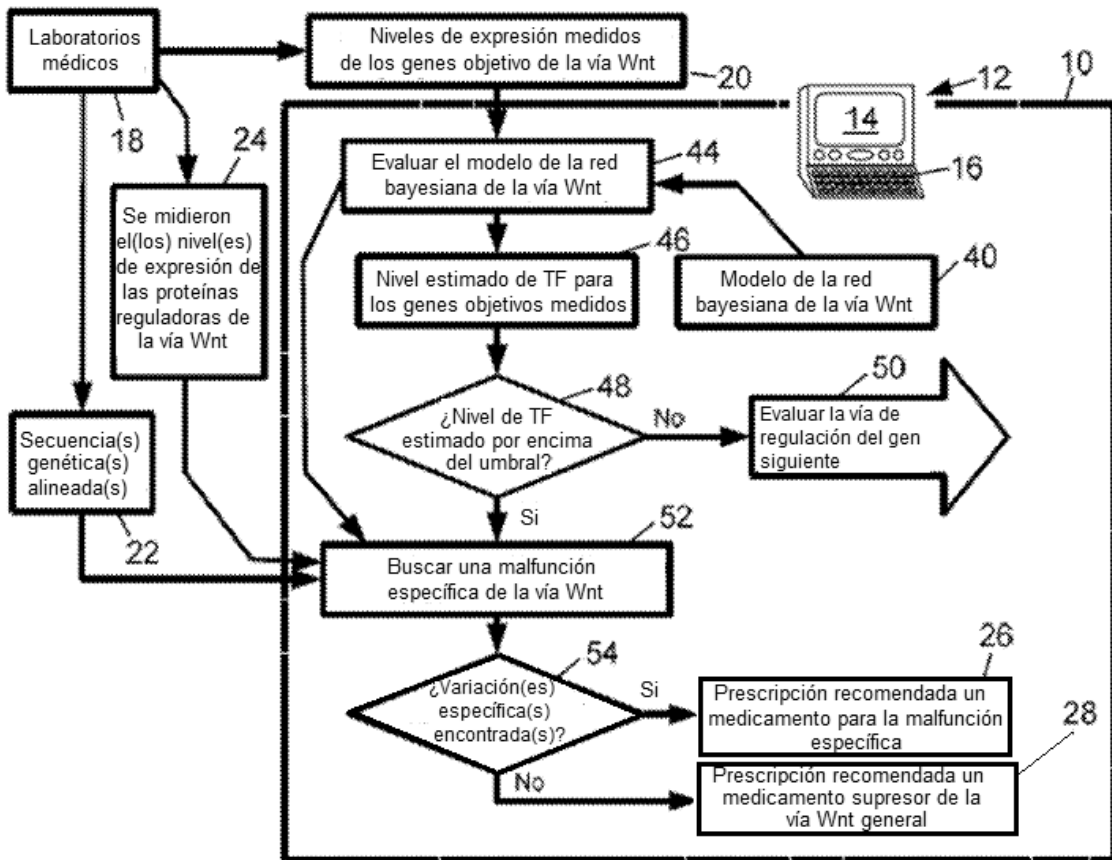 Laboratorios
médicos
18
Niveles de expresión medidos
de los genes objetivo de la vía Wnt
20
10
12
14
16
24
Evaluar el modelo de la red
bayesiana de la vía Wnt
44
Se midieron
el(los) nivel(es)
de expresión de
las proteínas
reguladoras de
la vía Wnt
46
Nivel estimado de TF para
los genes objetivos medidos
Modelo de la red
bayesiana de la vía Wnt
40
48
¿Nivel de TF
estimado por encima
del umbral?
No
50
Evaluar la vía de
regulación del gen
siguiente
Secuencia(s)
genética(s)
alineada(s)
22
Si
52
Buscar una malfunción
específica de la vía Wnt
54
¿Variación(es)
específica(s)
encontrada(s)?
Si
26
Prescripción recomendada un
medicamento para la malfunción
específica
28
No
Prescripción recomendada un
medicamento supresor de la
vía Wnt general